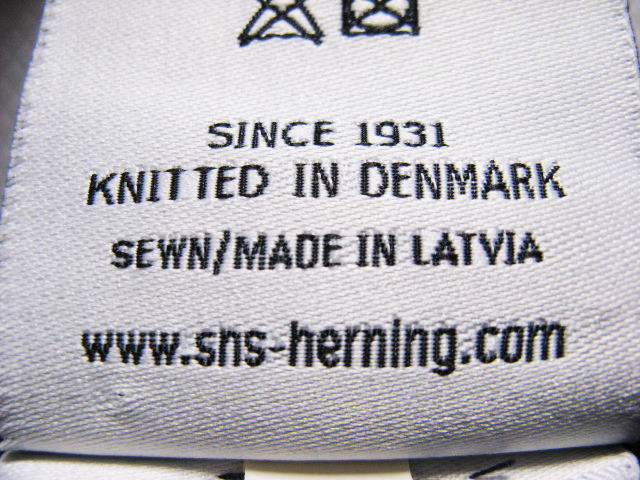 SINCE 1931
KNITTED IN DENMARK
SEWN/MADE IN LATVIA
www.sns-herning.com